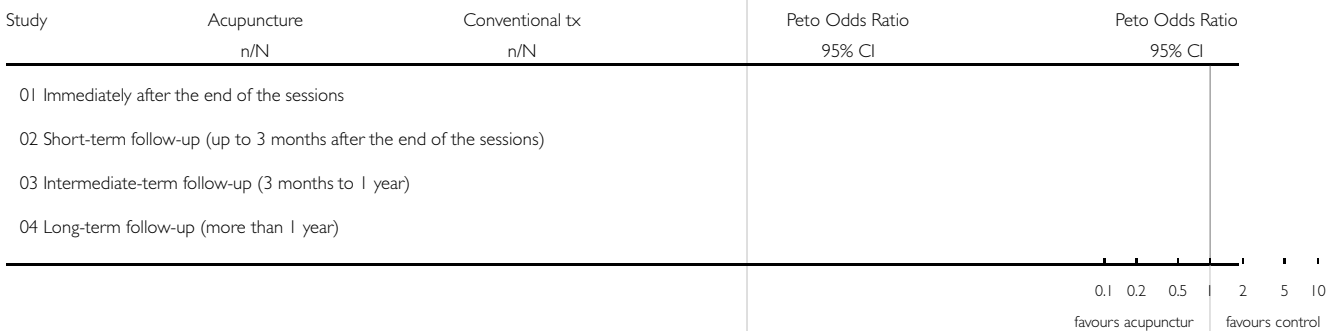 Study Acupuncture Conventional tx Peto Odds Ratio Peto Odds Ratio
n/N n/N 95% CI 95% CI
01 Immediately after the end of the sessions
02 Short-term follow-up (up to 3 months after the end of the sessions)
03 Intermediate-term follow-up (3 months to 1 year)
04 Long-term follow-up (more than 1 year)
0.1 0.2 0.5 1 2 5 10
favours acupunctur favours control